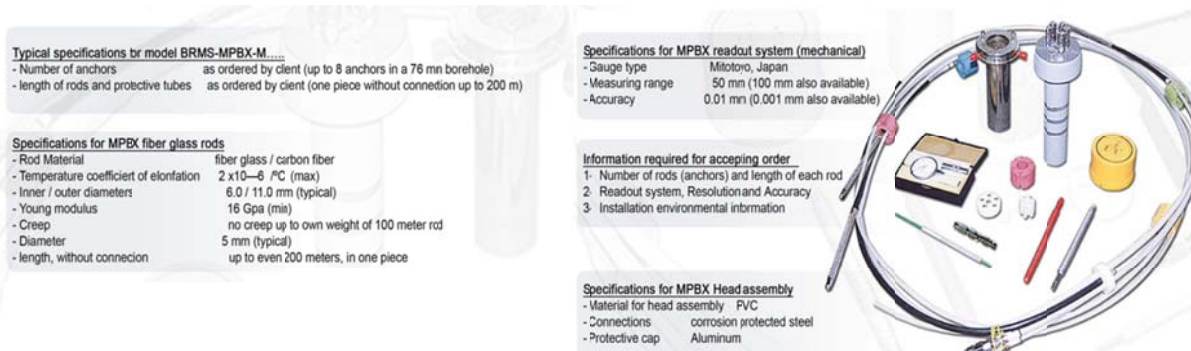 Typical specifications br model BRMS-MPBX-M.....
- Number of anchors as ordered by client (up to 8 anchors in a 76 mn borehole)
- length of rods and protective tubes as ordered by client (one piece without connedion up to 200 m)
Specifications for MPBX fiber glass rods
- Rod Material fiber glass / carbon fiber
- Temperature coefficiert of elonfation 2 x10—6 /ºC (max)
- Inner / outer diameters 6.0 / 11.0 mm (typical)
- Young modulus 16 Gpa (min)
- Creep no creep up to own weight of 100 meter rod
- Diameter 5 mm (typical)
- length, without connecion up to even 200 meters, in one piece
Specifications for MPBX readout system (mechanical)
- Gauge type Mitotoyo, Japan
- Measuring range 50 mm (100 mm also available)
- Accuracy 0.01 mn (0.001 mm also available)
Information required for acceping order
1- Number of rods (anchors) and length of each rod
2- Readout system, Resolution and Accuracy
3- Installation environmental information
Specifications for MPBX Head assembly
- Material for head assembly PVC
- Connections corrosion protected steel
- Protective cap Aluminum